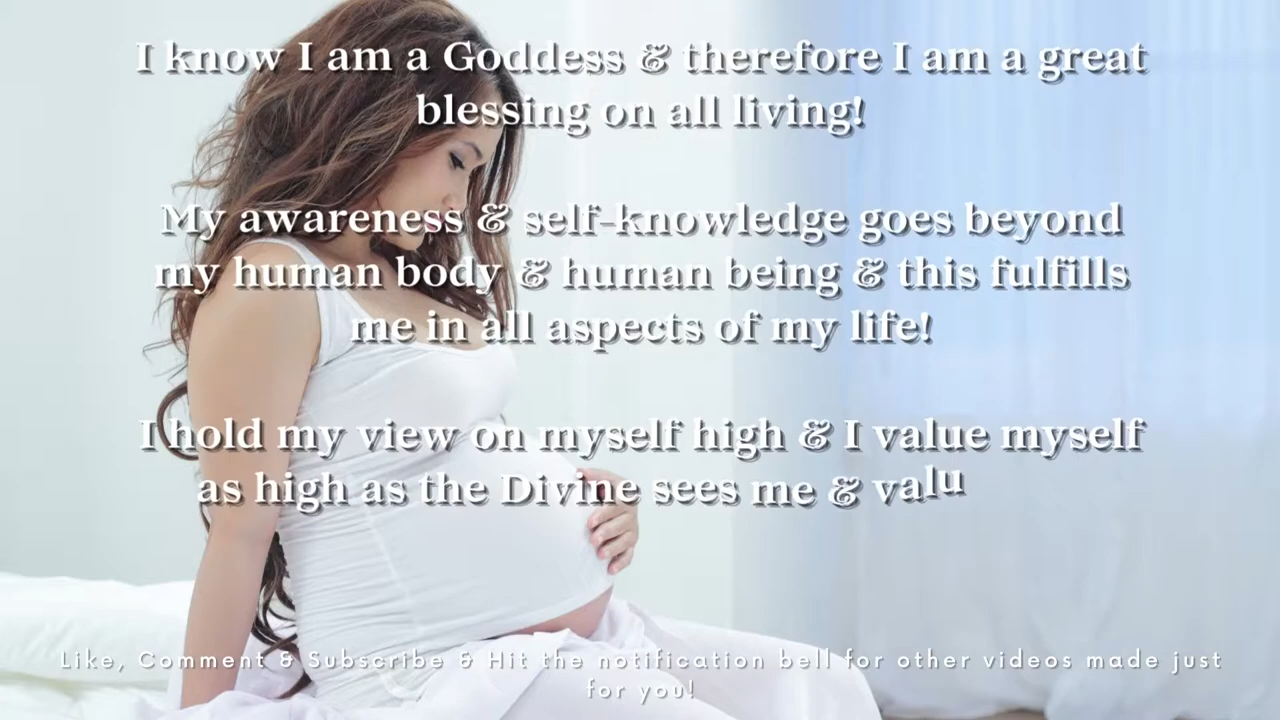 I know I am a Goddess & therefore I am a great
blessing on all living!
My awareness & self-knowledge goes beyond
my human body & human being & this fulfills
me in all aspects of my life!
I hold my view on myself high & I value myself
as high as the Divine sees me & valu
Like, Comment & Subscribe & Hit the notification bell for other videos made just
for you!